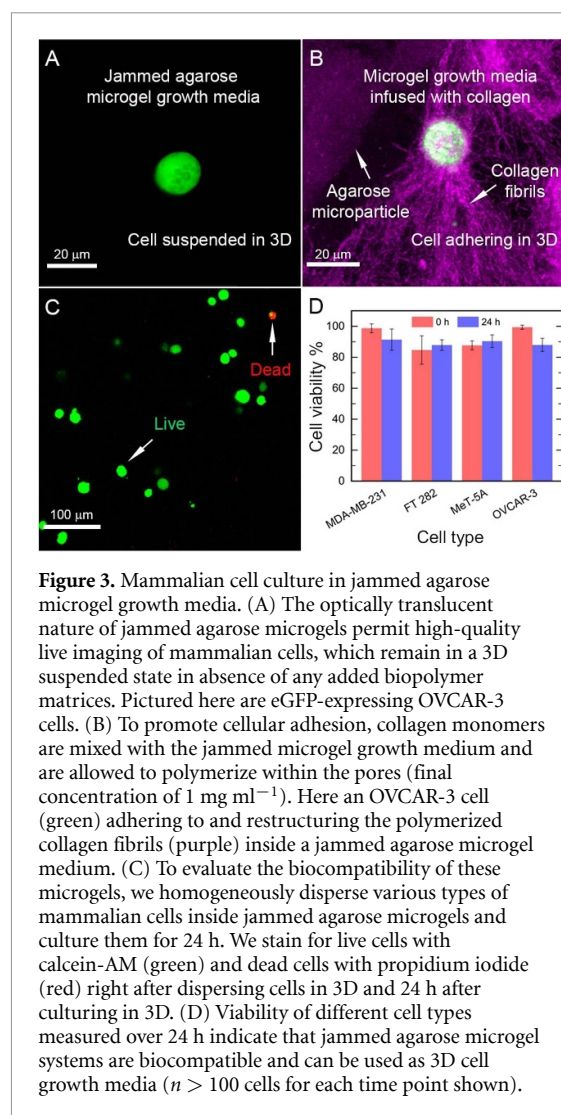 A
Jammed agarose
microgel growth media
Cell suspended in 3D
20 μm
B
Microgel growth media
infused with collagen
Agarose
microparticle
Collagen
fibrils
Cell adhering in 3D
20 μm
C
Dead
Live
100 μm
D
0 h 24 h
Cell viability %
100
80
60
40
20
0
MDA-MB-231
FT 282
MeT-5A
OVCAR-3
Cell type
Figure 3. Mammalian cell culture in jammed agarose
microgel growth media. (A) The optically translucent
nature of jammed agarose microgels permit high-quality
live imaging of mammalian cells, which remain in a 3D
suspended state in absence of any added biopolymer
matrices. Pictured here are eGFP-expressing OVCAR-3
cells. (B) To promote cellular adhesion, collagen monomers
are mixed with the jammed microgel growth medium and
are allowed to polymerize within the pores (final
concentration of 1 mg ml⁻¹). Here an OVCAR-3 cell
(green) adhering to and restructuring the polymerized
collagen fibrils (purple) inside a jammed agarose microgel
medium. (C) To evaluate the biocompatibility of these
microgels, we homogeneously disperse various types of
mammalian cells inside jammed agarose microgels and
culture them for 24 h. We stain for live cells with
calcein-AM (green) and dead cells with propidium iodide
(red) right after dispersing cells in 3D and 24 h after
culturing in 3D. (D) Viability of different cell types
measured over 24 h indicate that jammed agarose microgel
systems are biocompatible and can be used as 3D cell
growth media (n > 100 cells for each time point shown).